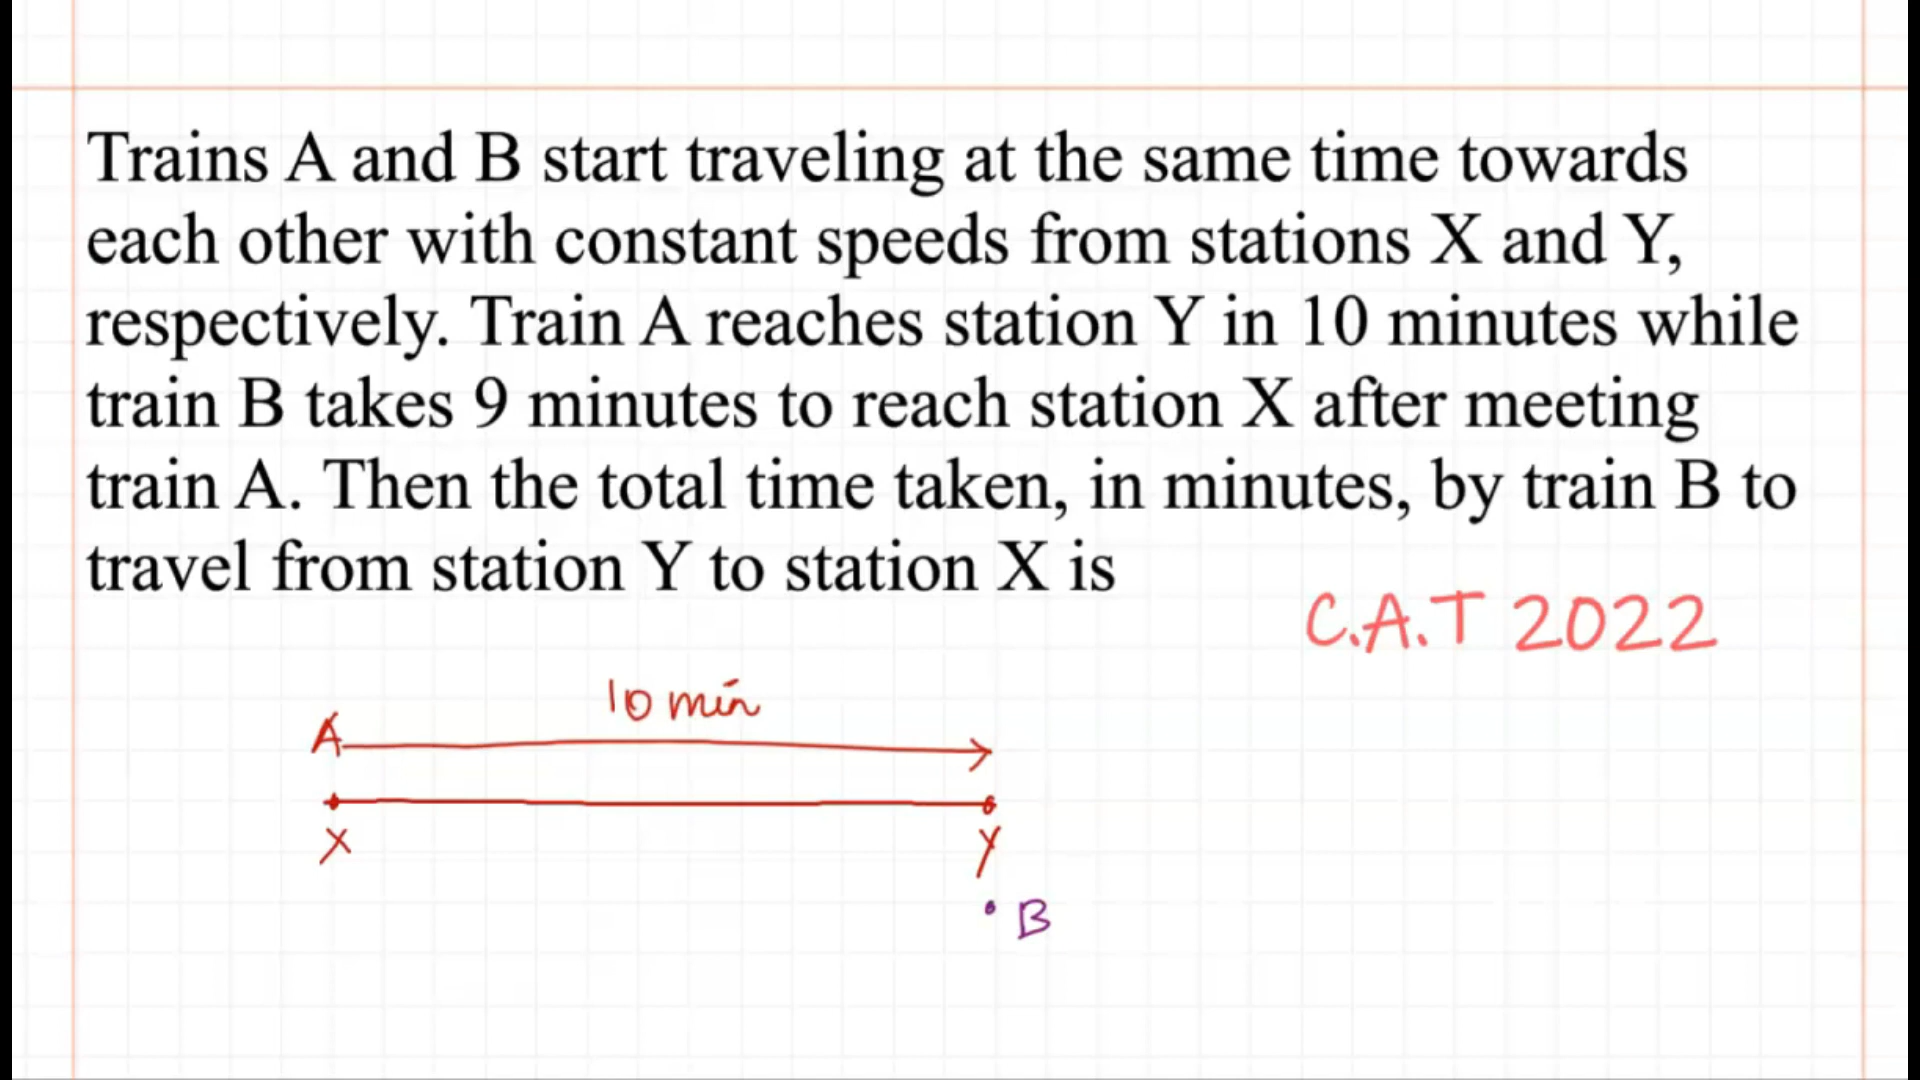 Trains A and B start traveling at the same time towards
each other with constant speeds from stations X and Y,
respectively. Train A reaches station Y in 10 minutes while
train B takes 9 minutes to reach station X after meeting
train A. Then the total time taken, in minutes, by train B to
travel from station Y to station X is
C.A.T 2022
10 min
A
X Y
B